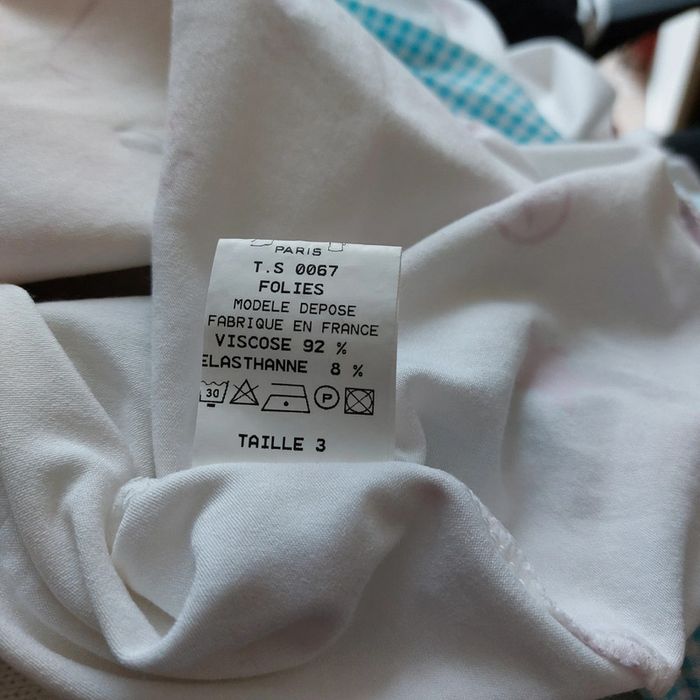 PARIS
T.S 0067
FOLIES
MODELE DEPOSE
FABRIQUE EN FRANCE
VISCOSE 92 %
ELASTHANNE 8 %
30 P
TAILLE 3